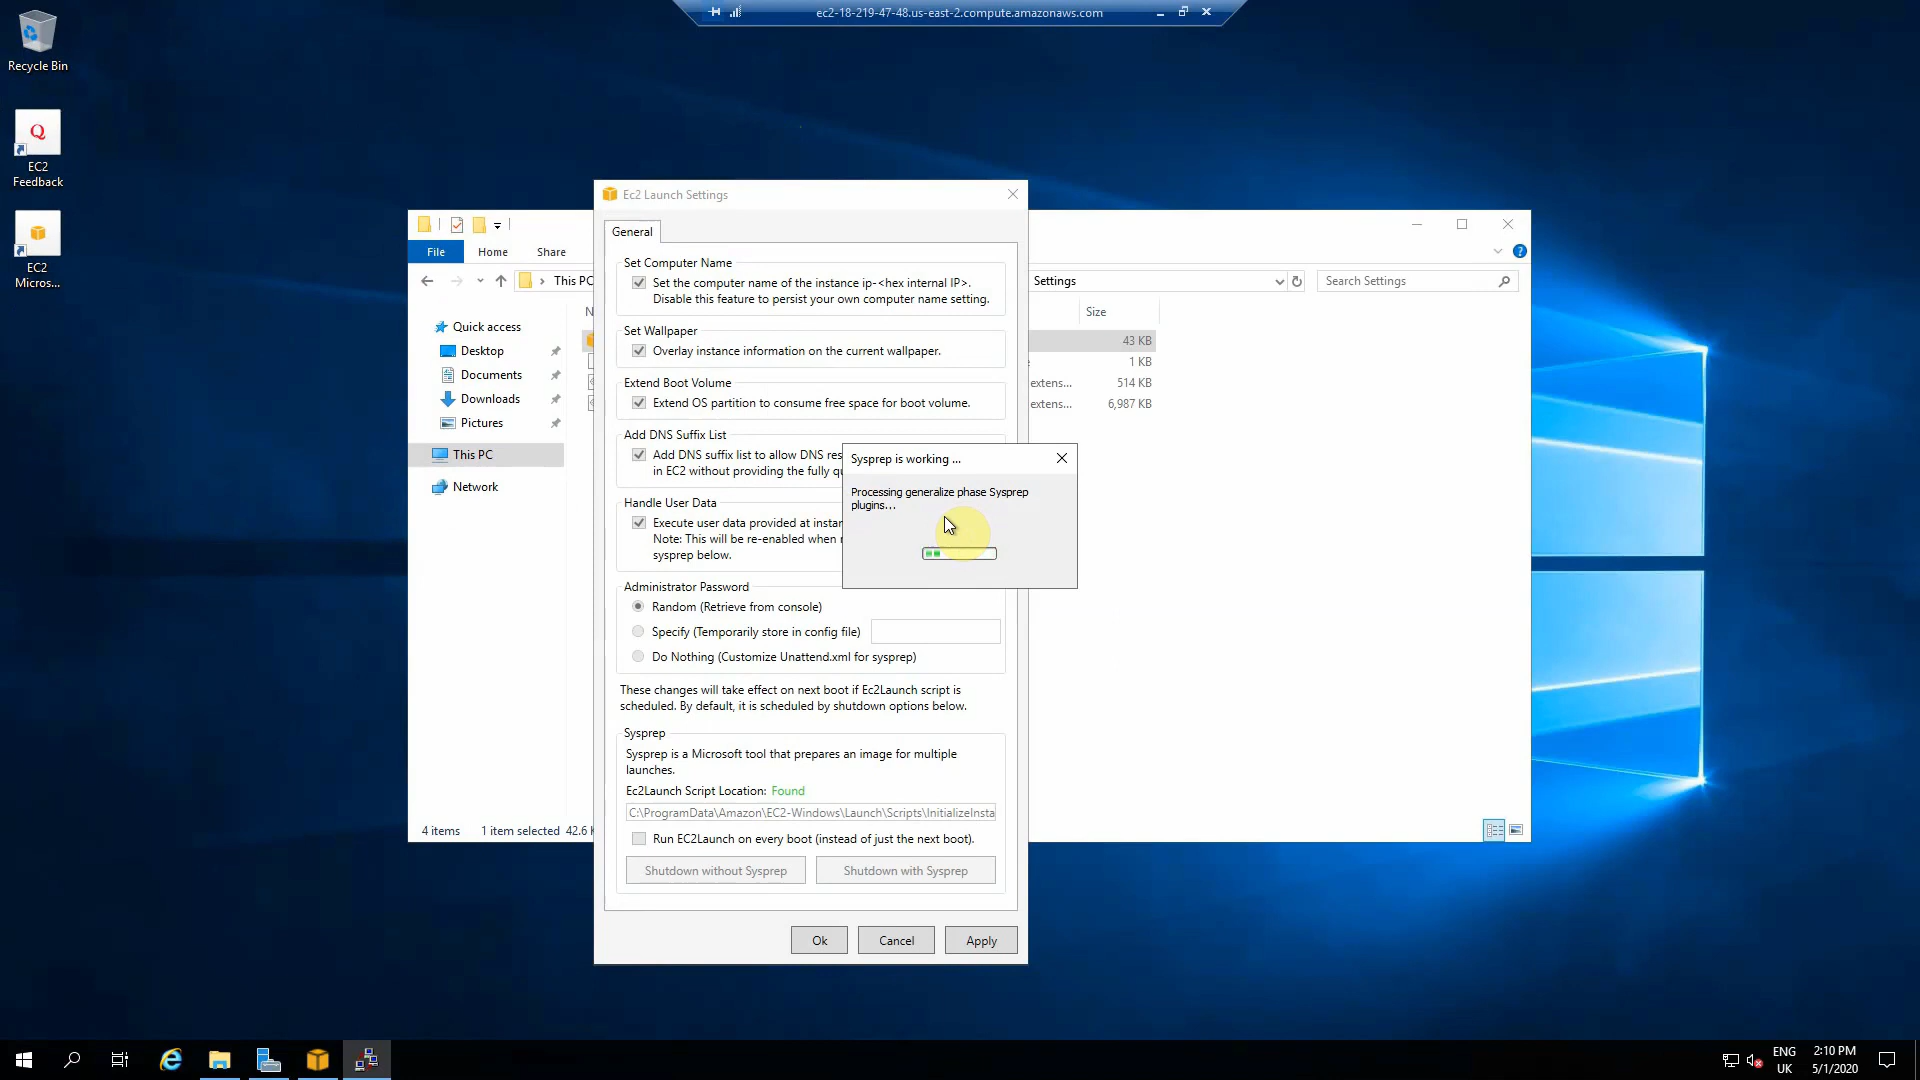 ec2-18-219-47-48.us-east-2.compute.amazonaws.com
Recycle Bin
Q
EC2
Feedback
EC2
Micros...
File
Home
Share
This PC
Settings
Search Settings
Size
43 KB
1 KB
extens...
514 KB
extens...
6,987 KB
Quick access
Desktop
Documents
Downloads
Pictures
This PC
Network
4 items
1 item selected
42.6 K
Ec2 Launch Settings
General
Set Computer Name
Set the computer name of the instance ip-<hex internal IP>.
Disable this feature to persist your own computer name setting.
Set Wallpaper
Overlay instance information on the current wallpaper.
Extend Boot Volume
Extend OS partition to consume free space for boot volume.
Add DNS Suffix List
Add DNS suffix list to allow DNS res
in EC2 without providing the fully qu
Handle User Data
Execute user data provided at instan
Note: This will be re-enabled when
sysprep below.
Sysprep is working ...
Processing generalize phase Sysprep
plugins...
Administrator Password
Random (Retrieve from console)
Specify (Temporarily store in config file)
Do Nothing (Customize Unattend.xml for sysprep)
These changes will take effect on next boot if Ec2Launch script is
scheduled. By default, it is scheduled by shutdown options below.
Sysprep
Sysprep is a Microsoft tool that prepares an image for multiple
launches.
Ec2Launch Script Location: Found
C:\ProgramData\Amazon\EC2-Windows\Launch\Scripts\InitializeInsta
Run EC2Launch on every boot (instead of just the next boot).
Shutdown without Sysprep
Shutdown with Sysprep
Ok
Cancel
Apply
ENG
UK
2:10 PM
5/1/2020